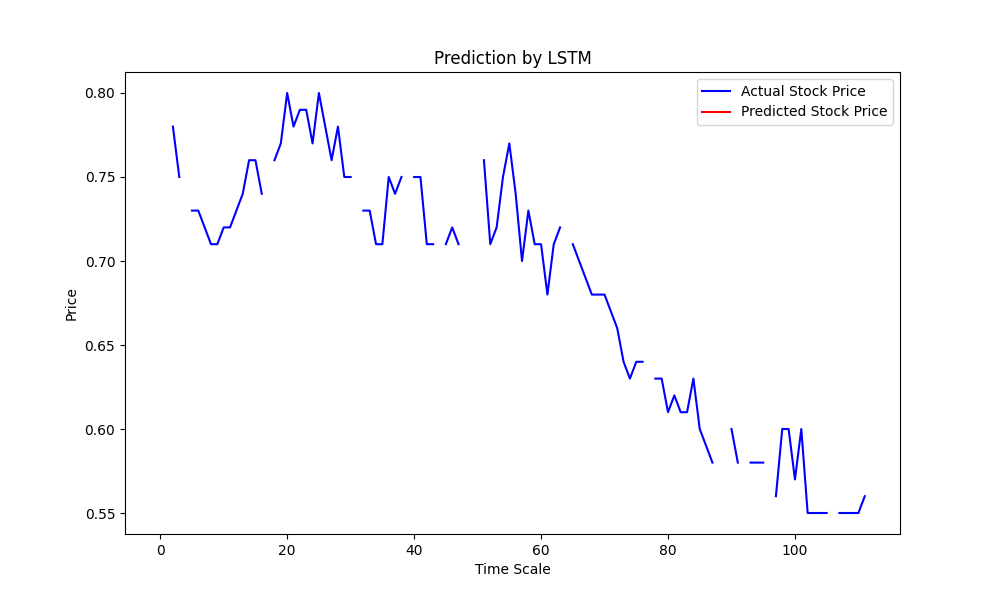 Prediction by LSTM
Actual Stock Price
Predicted Stock Price
0.80
0.75
0.70
0.65
0.60
0.55
Price
0 20 40 60 80 100
Time Scale